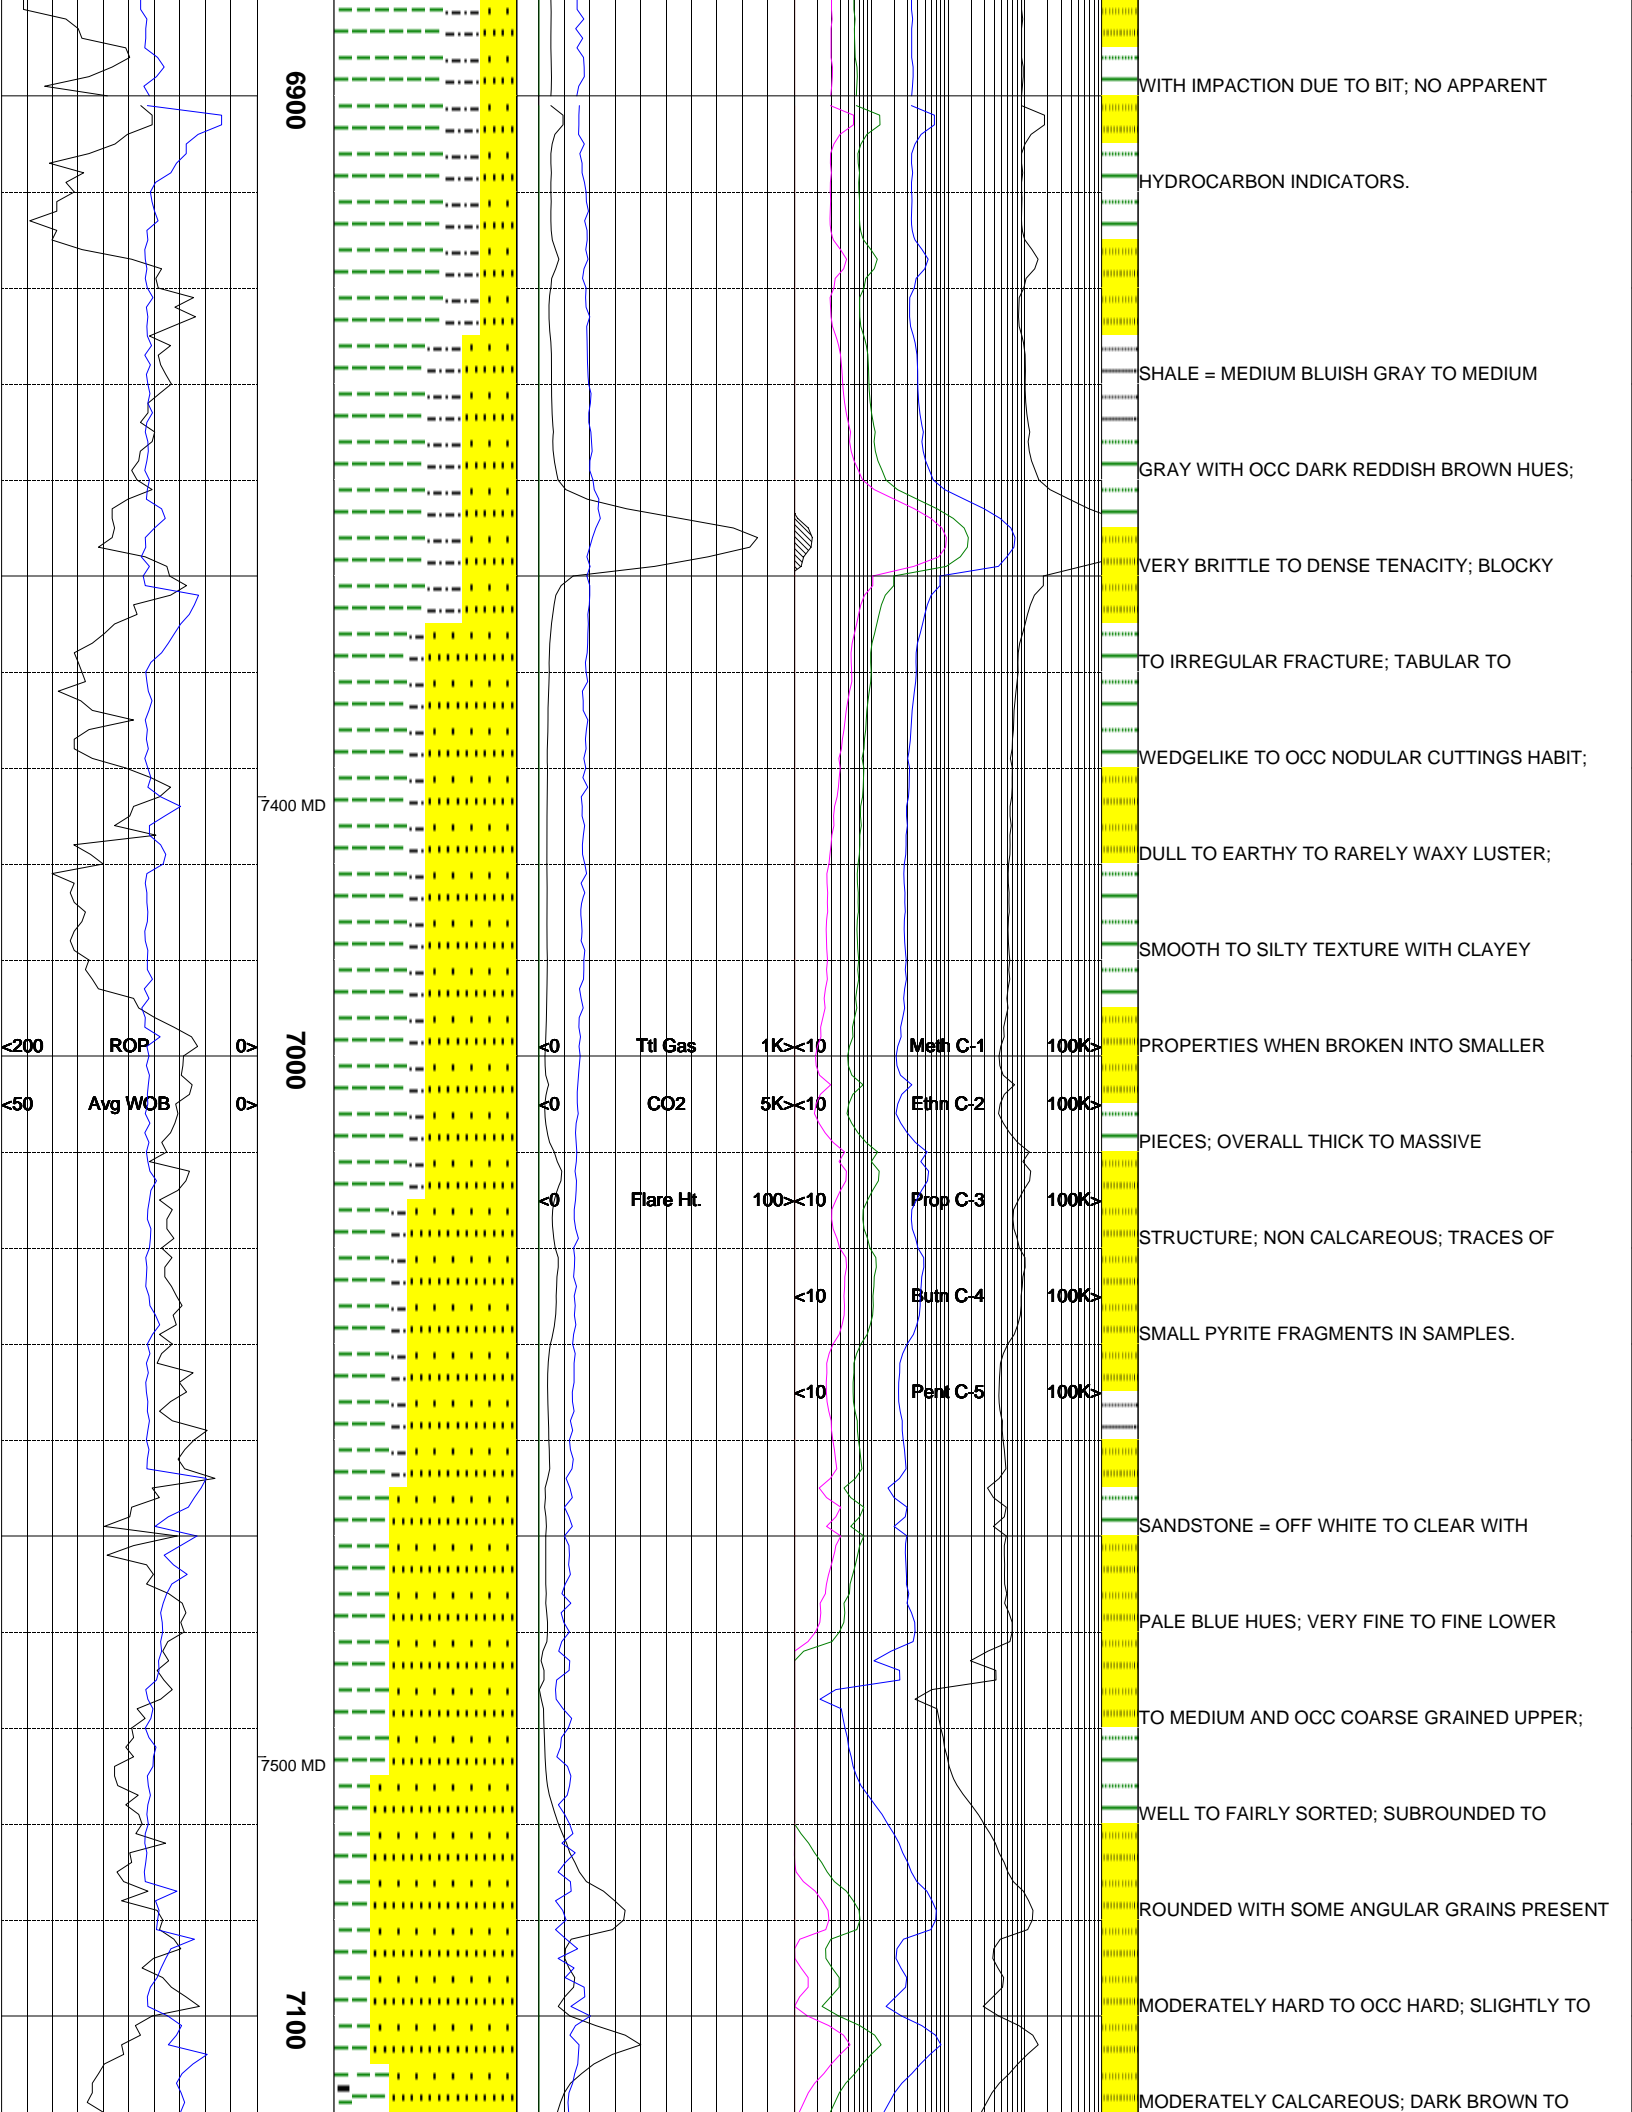 WITH IMPACTION DUE TO BIT; NO APPARENT
6900
HYDROCARBON INDICATORS.
SHALE = MEDIUM BLUISH GRAY TO MEDIUM
GRAY WITH OCC DARK REDDISH BROWN HUES;
VERY BRITTLE TO DENSE TENACITY; BLOCKY
TO IRREGULAR FRACTURE; TABULAR TO
WEDGELIKE TO OCC NODULAR CUTTINGS HABIT;
7400 MD
DULL TO EARTHY TO RARELY WAXY LUSTER;
SMOOTH TO SILTY TEXTURE WITH CLAYEY
<200 ROP 0> 7000 <0 Ttl Gas 1K> <10 Meth C-1 100K> PROPERTIES WHEN BROKEN INTO SMALLER
<50 Avg WOB 0> <0 CO2 5K> <10 Ethn C-2 100K>
PIECES; OVERALL THICK TO MASSIVE
<0 Flare Ht. 100> <10 Prop C-3 100K>
STRUCTURE; NON CALCAREOUS; TRACES OF
<10 Butn C-4 100K>
SMALL PYRITE FRAGMENTS IN SAMPLES.
<10 Pent C-5 100K>
SANDSTONE = OFF WHITE TO CLEAR WITH
PALE BLUE HUES; VERY FINE TO FINE LOWER
TO MEDIUM AND OCC COARSE GRAINED UPPER;
7500 MD
WELL TO FAIRLY SORTED; SUBROUNDED TO
ROUNDED WITH SOME ANGULAR GRAINS PRESENT
MODERATELY HARD TO OCC HARD; SLIGHTLY TO
7100
MODERATELY CALCAREOUS; DARK BROWN TO